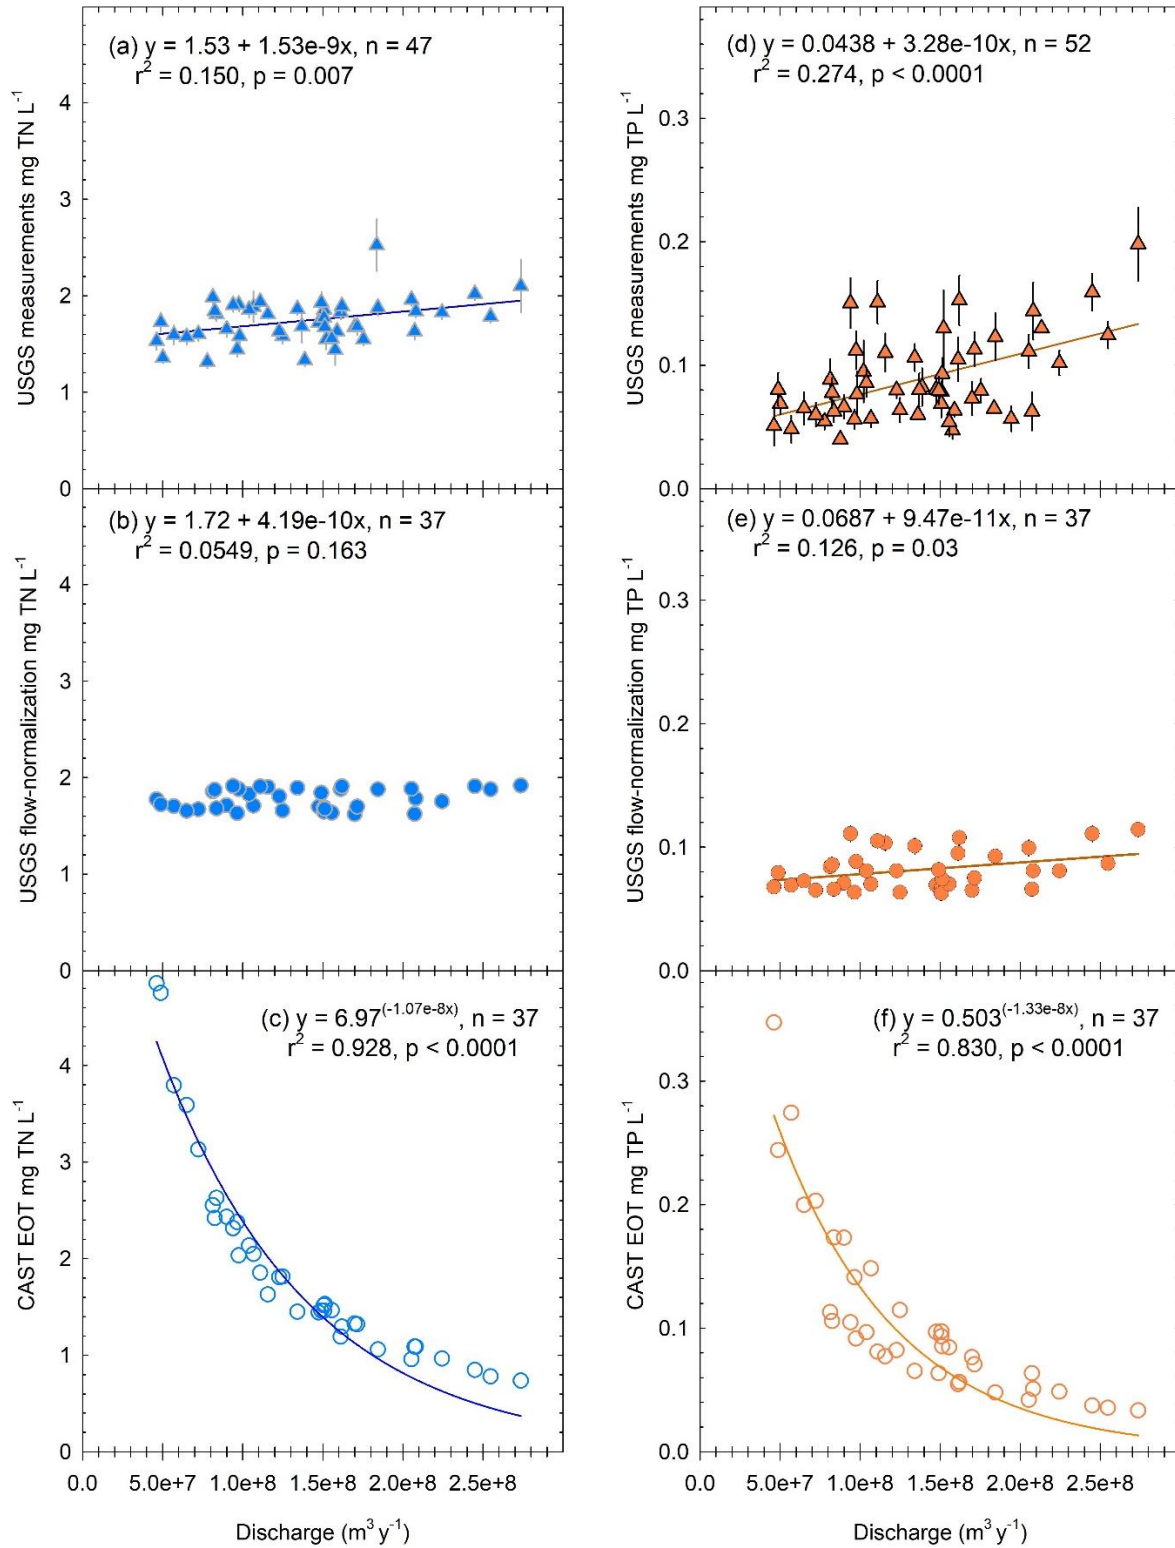 (a) y = 1.53 + 1.53e-9x, n = 47
r² = 0.150, p = 0.007
USGS measurements mg TN L⁻¹
4
3
2
1
0
(b) y = 1.72 + 4.19e-10x, n = 37
r² = 0.0549, p = 0.163
USGS flow-normalization mg TN L⁻¹
4
3
2
1
0
(c) y = 6.97⁽⁻¹·⁰⁷ᵉ⁻⁸ˣ⁾, n = 37
r² = 0.928, p < 0.0001
CAST EOT mg TN L⁻¹
4
3
2
1
0
0.0 5.0e+7 1.0e+8 1.5e+8 2.0e+8 2.5e+8
Discharge (m³ y⁻¹)
(d) y = 0.0438 + 3.28e-10x, n = 52
r² = 0.274, p < 0.0001
USGS measurements mg TP L⁻¹
0.3
0.2
0.1
0.0
(e) y = 0.0687 + 9.47e-11x, n = 37
r² = 0.126, p = 0.03
USGS flow-normalization mg TP L⁻¹
0.3
0.2
0.1
0.0
(f) y = 0.503⁽⁻¹·³³ᵉ⁻⁸ˣ⁾, n = 37
r² = 0.830, p < 0.0001
CAST EOT mg TP L⁻¹
0.3
0.2
0.1
0.0
0.0 5.0e+7 1.0e+8 1.5e+8 2.0e+8 2.5e+8
Discharge (m³ y⁻¹)